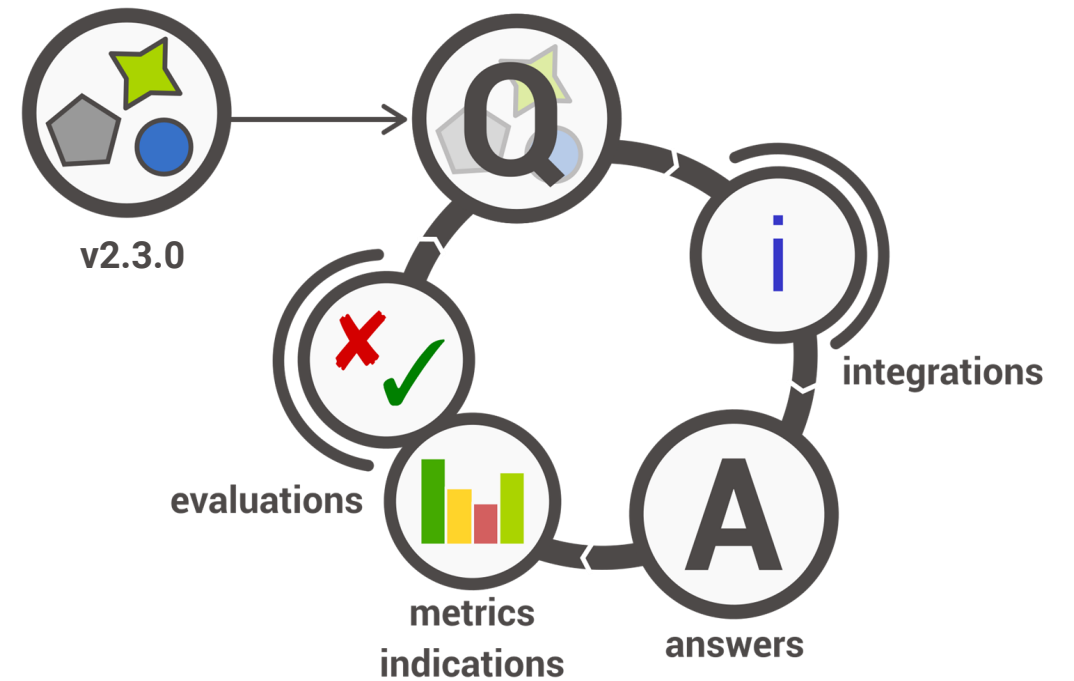 Q
v2.3.0
i
integrations
evaluations
A
metrics
indications
answers